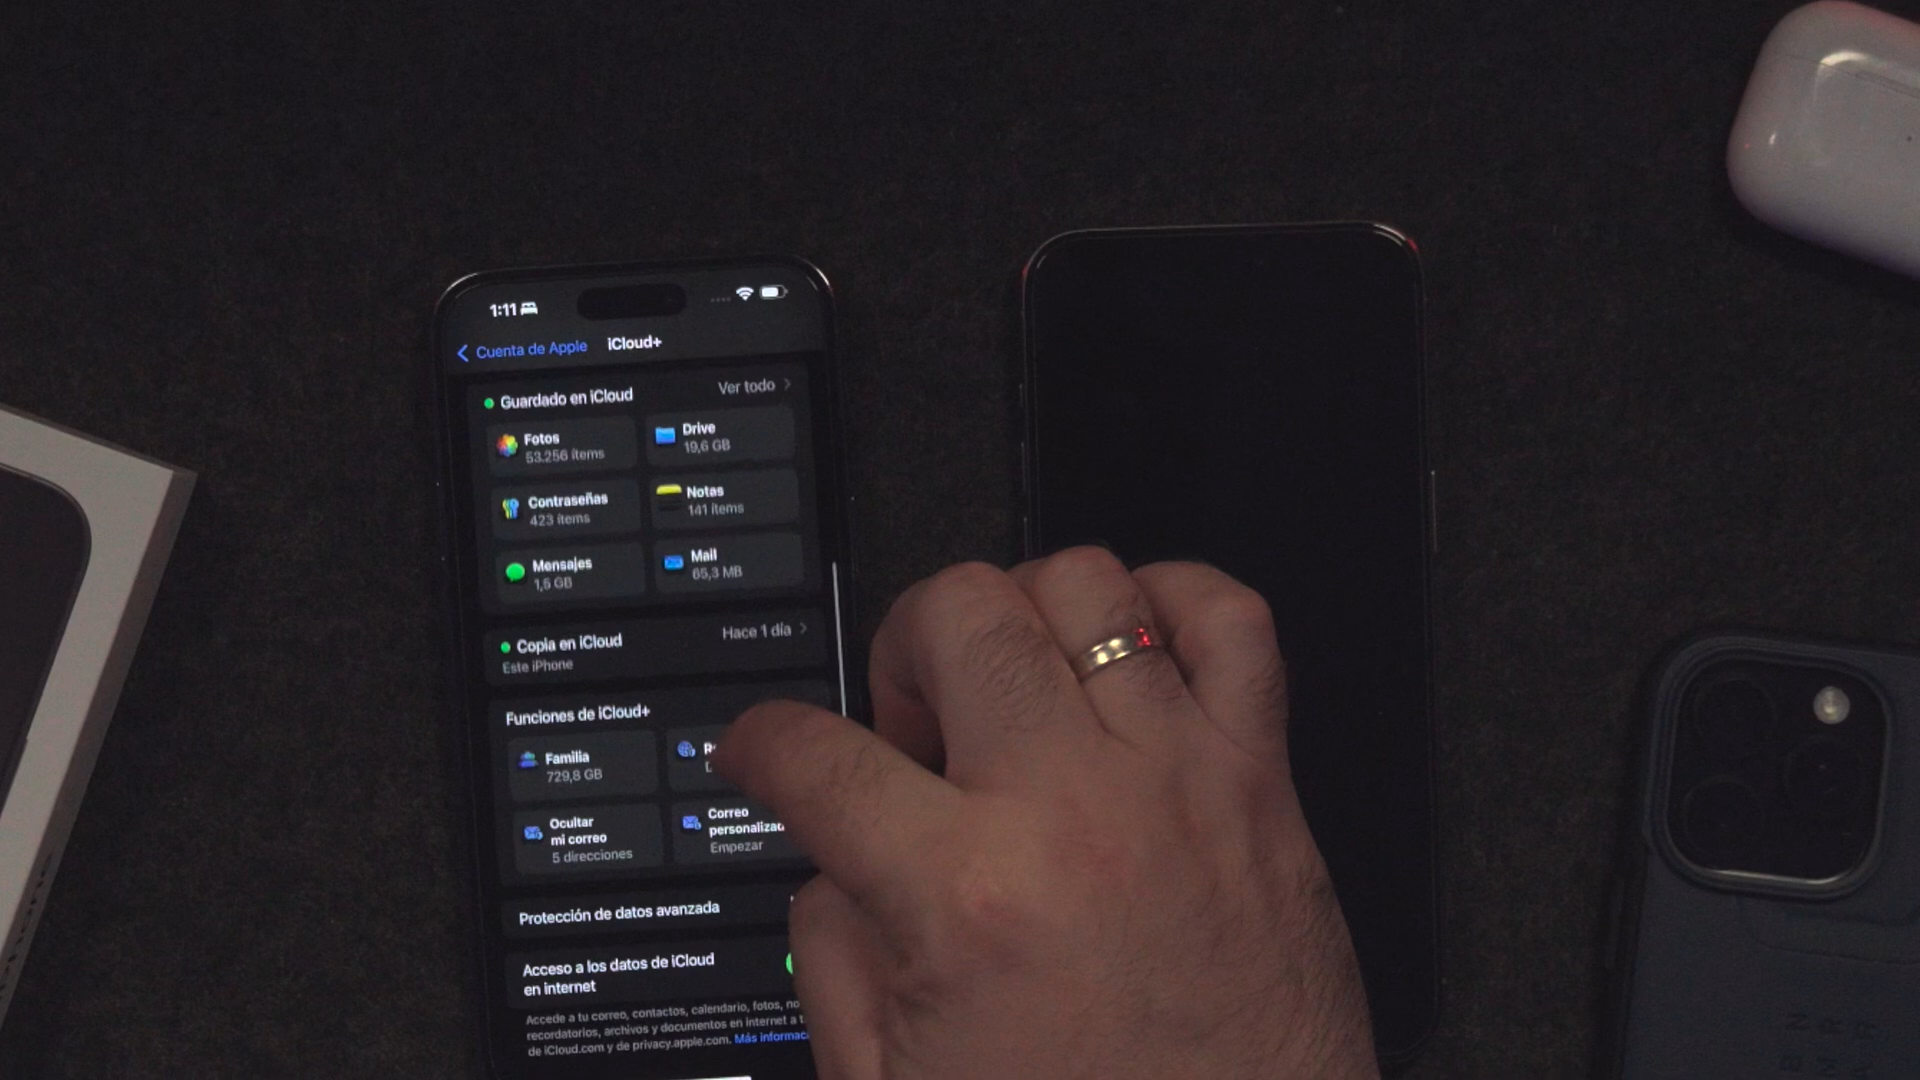 1:11
Cuenta de Apple
iCloud+
Guardado en iCloud
Ver todo
Fotos
53.256 ítems
Drive
19,6 GB
Contraseñas
423 ítems
Notas
141 ítems
Mensajes
1,5 GB
Mail
65,3 MB
Copia en iCloud
Hace 1 día
Este iPhone
Funciones de iCloud+
Familia
729,8 GB
Ocultar
mi correo
5 direcciones
Correo
personalizad
Empezar
Protección de datos avanzada
Acceso a los datos de iCloud
en internet
Accede a tu correo, contactos, calendario, fotos, no
recordatorios, archivos y documentos en internet a t
de iCloud.com y de privacy.apple.com. Más informac